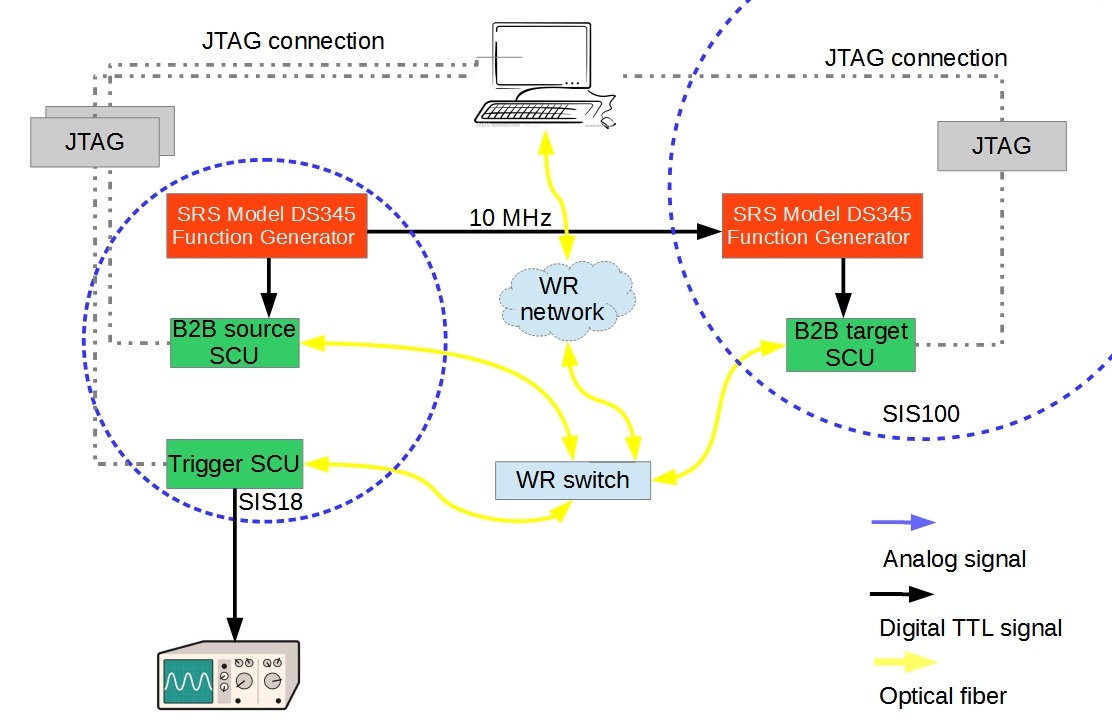 JTAG connection
JTAG connection
JTAG
JTAG
SRS Model DS345
Function Generator
10 MHz
SRS Model DS345
Function Generator
WR
network
B2B source
SCU
B2B target
SCU
SIS100
Trigger SCU
WR switch
SIS18
Analog signal
Digital TTL signal
Optical fiber